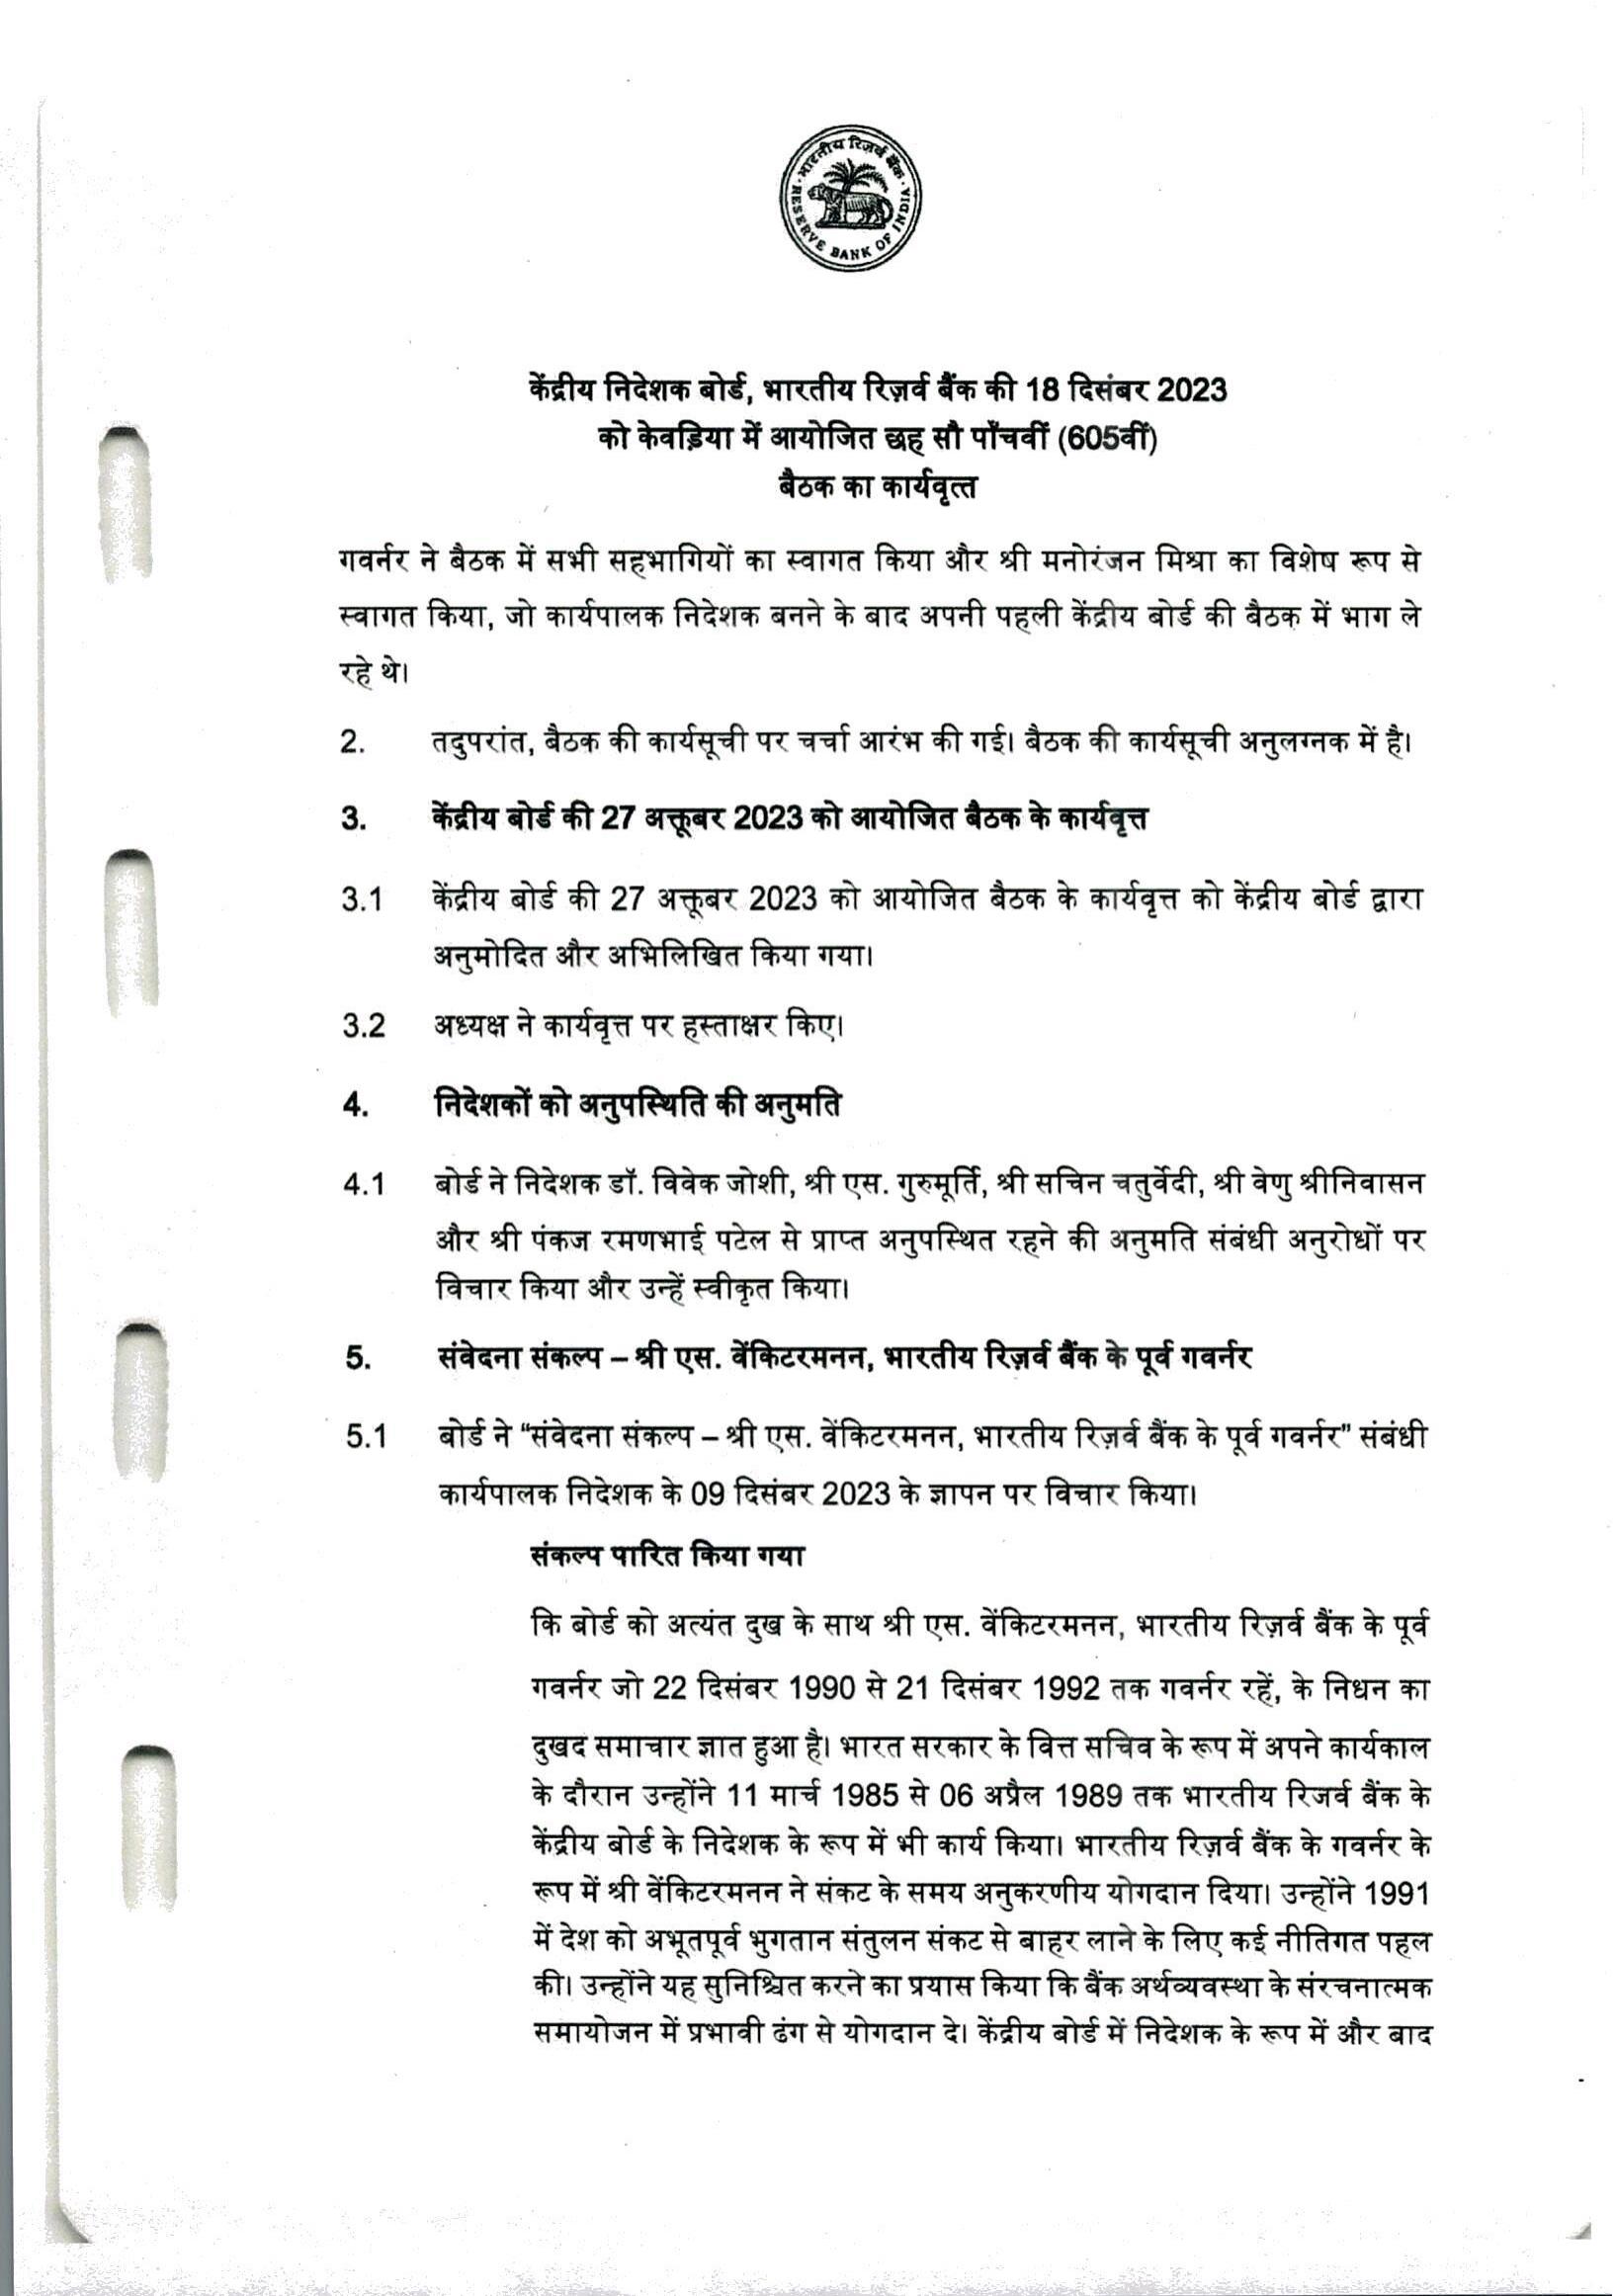 भारतीय रिज़र्व बैंक
RESERVE BANK OF INDIA
केंद्रीय निदेशक बोर्ड, भारतीय रिज़र्व बैंक की 18 दिसंबर 2023
को केवड़िया में आयोजित छह सौ पाँचवीं (605वीं)
बैठक का कार्यवृत्त
गवर्नर ने बैठक में सभी सहभागियों का स्वागत किया और श्री मनोरंजन मिश्रा का विशेष रूप से
स्वागत किया, जो कार्यपालक निदेशक बनने के बाद अपनी पहली केंद्रीय बोर्ड की बैठक में भाग ले
रहे थे।
2. तदुपरांत, बैठक की कार्यसूची पर चर्चा आरंभ की गई। बैठक की कार्यसूची अनुलग्नक में है।
3. केंद्रीय बोर्ड की 27 अक्तूबर 2023 को आयोजित बैठक के कार्यवृत्त
3.1 केंद्रीय बोर्ड की 27 अक्तूबर 2023 को आयोजित बैठक के कार्यवृत्त को केंद्रीय बोर्ड द्वारा
अनुमोदित और अभिलिखित किया गया।
3.2 अध्यक्ष ने कार्यवृत्त पर हस्ताक्षर किए।
4. निदेशकों को अनुपस्थिति की अनुमति
4.1 बोर्ड ने निदेशक डॉ. विवेक जोशी, श्री एस. गुरुमूर्ति, श्री सचिन चतुर्वेदी, श्री वेणु श्रीनिवासन
और श्री पंकज रमणभाई पटेल से प्राप्त अनुपस्थित रहने की अनुमति संबंधी अनुरोधों पर
विचार किया और उन्हें स्वीकृत किया।
5. संवेदना संकल्प – श्री एस. वेंकिटरमनन, भारतीय रिज़र्व बैंक के पूर्व गवर्नर
5.1 बोर्ड ने “संवेदना संकल्प – श्री एस. वेंकिटरमनन, भारतीय रिज़र्व बैंक के पूर्व गवर्नर” संबंधी
कार्यपालक निदेशक के 09 दिसंबर 2023 के ज्ञापन पर विचार किया।
संकल्प पारित किया गया
कि बोर्ड को अत्यंत दुख के साथ श्री एस. वेंकिटरमनन, भारतीय रिज़र्व बैंक के पूर्व
गवर्नर जो 22 दिसंबर 1990 से 21 दिसंबर 1992 तक गवर्नर रहें, के निधन का
दुखद समाचार ज्ञात हुआ है। भारत सरकार के वित्त सचिव के रूप में अपने कार्यकाल
के दौरान उन्होंने 11 मार्च 1985 से 06 अप्रैल 1989 तक भारतीय रिजर्व बैंक के
केंद्रीय बोर्ड के निदेशक के रूप में भी कार्य किया। भारतीय रिज़र्व बैंक के गवर्नर के
रूप में श्री वेंकिटरमनन ने संकट के समय अनुकरणीय योगदान दिया। उन्होंने 1991
में देश को अभूतपूर्व भुगतान संतुलन संकट से बाहर लाने के लिए कई नीतिगत पहल
की। उन्होंने यह सुनिश्चित करने का प्रयास किया कि बैंक अर्थव्यवस्था के संरचनात्मक
समायोजन में प्रभावी ढंग से योगदान दे। केंद्रीय बोर्ड में निदेशक के रूप में और बाद